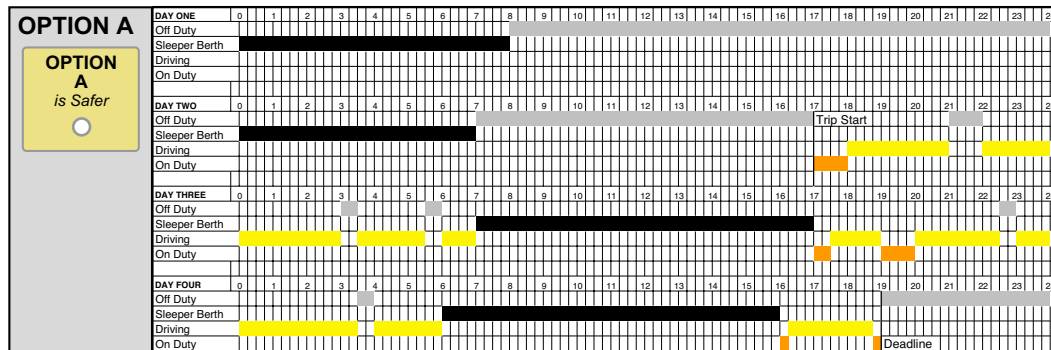 OPTION A
OPTION
A
is Safer
DAY ONE 0 1 2 3 4 5 6 7 8 9 10 11 12 13 14 15 16 17 18 19 20 21 22 23 2
Off Duty
Sleeper Berth
Driving
On Duty
DAY TWO 0 1 2 3 4 5 6 7 8 9 10 11 12 13 14 15 16 17 18 19 20 21 22 23 2
Off Duty Trip Start
Sleeper Berth
Driving
On Duty
DAY THREE 0 1 2 3 4 5 6 7 8 9 10 11 12 13 14 15 16 17 18 19 20 21 22 23 2
Off Duty
Sleeper Berth
Driving
On Duty
DAY FOUR 0 1 2 3 4 5 6 7 8 9 10 11 12 13 14 15 16 17 18 19 20 21 22 23 2
Off Duty
Sleeper Berth
Driving
On Duty Deadline